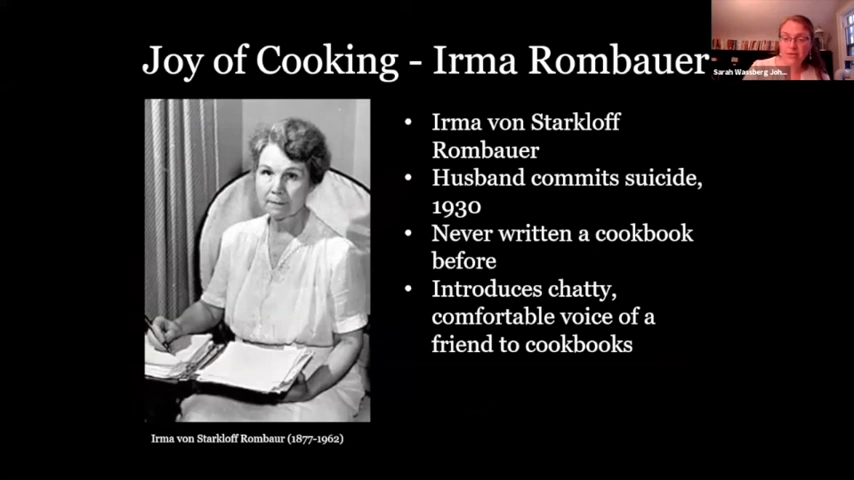 Joy of Cooking - Irma Rombauer
Sarah Wassberg Joh...
• Irma von Starkloff
Rombauer
• Husband commits suicide,
1930
• Never written a cookbook
before
• Introduces chatty,
comfortable voice of a
friend to cookbooks
Irma von Starkloff Rombaur (1877-1962)